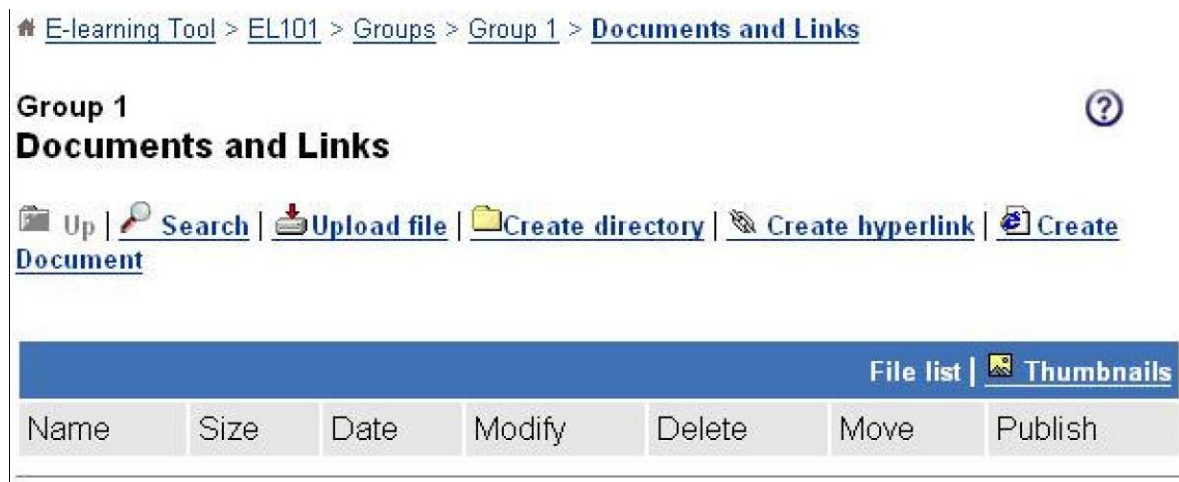 E-learning Tool > EL101 > Groups > Group 1 > Documents and Links
Group 1
Documents and Links
Up | Search | Upload file | Create directory | Create hyperlink | Create
Document
File list | Thumbnails
Name Size Date Modify Delete Move Publish